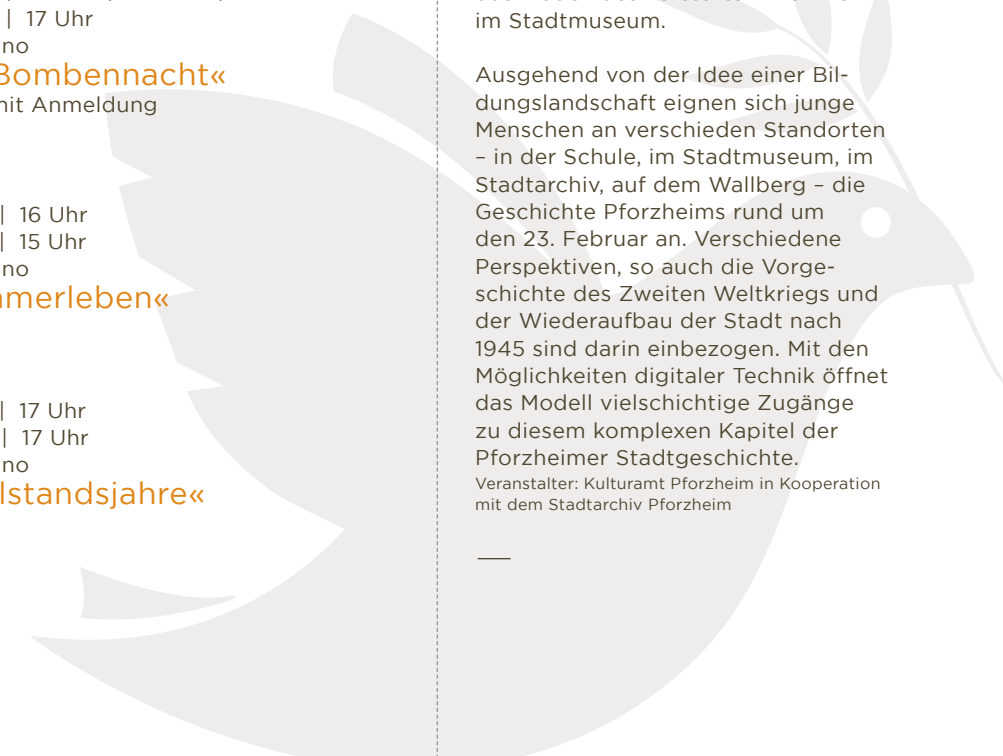 | 17 Uhr
no
Bombennacht«
mit Anmeldung
| 16 Uhr
| 15 Uhr
no
merleben«
| 17 Uhr
| 17 Uhr
no
lstandsjahre«
im Stadtmuseum.
Ausgehend von der Idee einer Bil-
dungslandschaft eignen sich junge
Menschen an verschieden Standorten
– in der Schule, im Stadtmuseum, im
Stadtarchiv, auf dem Wallberg – die
Geschichte Pforzheims rund um
den 23. Februar an. Verschiedene
Perspektiven, so auch die Vorge-
schichte des Zweiten Weltkriegs und
der Wiederaufbau der Stadt nach
1945 sind darin einbezogen. Mit den
Möglichkeiten digitaler Technik öffnet
das Modell vielschichtige Zugänge
zu diesem komplexen Kapitel der
Pforzheimer Stadtgeschichte.
Veranstalter: Kulturamt Pforzheim in Kooperation
mit dem Stadtarchiv Pforzheim